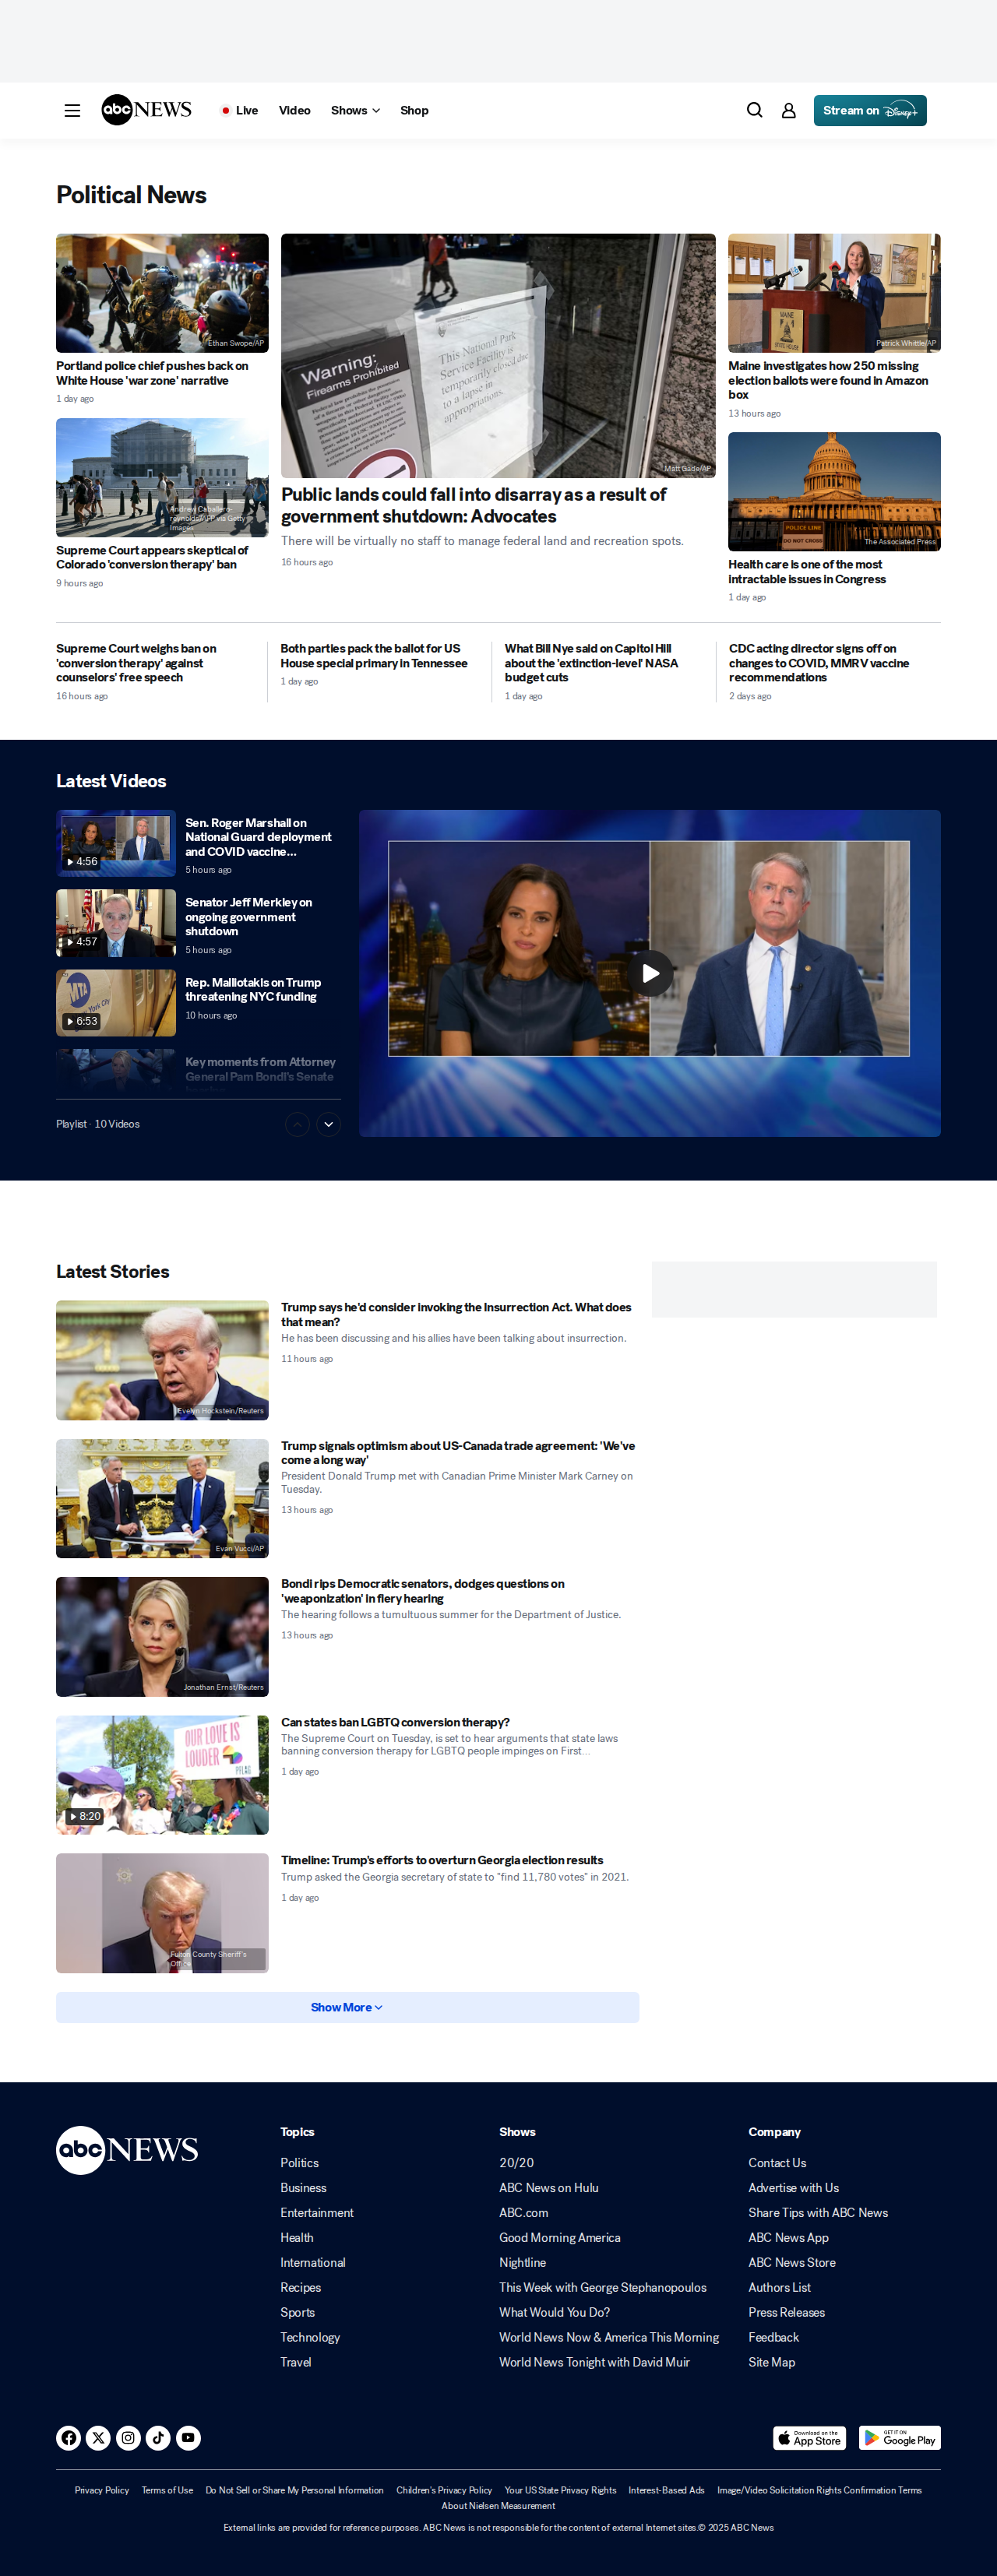 abc NEWS
Live
Video
Shows
Shop
Stream on Disney+
Political News
Ethan Swope/AP
Portland police chief pushes back on
White House 'war zone' narrative
1 day ago
Andrew Caballero-
reynolds/AFP via Getty
Images
Supreme Court appears skeptical of
Colorado 'conversion therapy' ban
9 hours ago
Warning:
Firearms Prohibited
This National Park
Service Facility is
temporarily closed
due to
lapse in
appropriations.
Matt Gade/AP
Public lands could fall into disarray as a result of
government shutdown: Advocates
There will be virtually no staff to manage federal land and recreation spots.
16 hours ago
MAINE
Patrick Whittle/AP
Maine investigates how 250 missing
election ballots were found in Amazon
box
13 hours ago
POLICE LINE
DO NOT CROSS
The Associated Press
Health care is one of the most
intractable issues in Congress
1 day ago
Supreme Court weighs ban on
'conversion therapy' against
counselors' free speech
16 hours ago
Both parties pack the ballot for US
House special primary in Tennessee
1 day ago
What Bill Nye said on Capitol Hill
about the 'extinction-level' NASA
budget cuts
1 day ago
CDC acting director signs off on
changes to COVID, MMRV vaccine
recommendations
2 days ago
Latest Videos
4:56
Sen. Roger Marshall on
National Guard deployment
and COVID vaccine...
5 hours ago
4:57
Senator Jeff Merkley on
ongoing government
shutdown
5 hours ago
MTA
York City
6:53
Rep. Malliotakis on Trump
threatening NYC funding
10 hours ago
Key moments from Attorney
General Pam Bondi's Senate
Playlist · 10 Videos
Latest Stories
Evelyn Hockstein/Reuters
Trump says he'd consider invoking the Insurrection Act. What does
that mean?
He has been discussing and his allies have been talking about insurrection.
11 hours ago
Evan Vucci/AP
Trump signals optimism about US-Canada trade agreement: 'We've
come a long way'
President Donald Trump met with Canadian Prime Minister Mark Carney on
Tuesday.
13 hours ago
Jonathan Ernst/Reuters
Bondi rips Democratic senators, dodges questions on
'weaponization' in fiery hearing
The hearing follows a tumultuous summer for the Department of Justice.
13 hours ago
OUR LOVE IS
LOUDER
PFLAG
8:20
Can states ban LGBTQ conversion therapy?
The Supreme Court on Tuesday, is set to hear arguments that state laws
banning conversion therapy for LGBTQ people impinges on First...
1 day ago
Fulton County Sheriff's
Timeline: Trump's efforts to overturn Georgia election results
Trump asked the Georgia secretary of state to "find 11,780 votes" in 2021.
1 day ago
Show More
abc NEWS
Topics
Politics
Business
Entertainment
Health
International
Recipes
Sports
Technology
Travel
Shows
20/20
ABC News on Hulu
ABC.com
Good Morning America
Nightline
This Week with George Stephanopoulos
What Would You Do?
World News Now & America This Morning
World News Tonight with David Muir
Company
Contact Us
Advertise with Us
Share Tips with ABC News
ABC News App
ABC News Store
Authors List
Press Releases
Feedback
Site Map
Download on the
App Store
GET IT ON
Google Play
Privacy Policy
Terms of Use
Do Not Sell or Share My Personal Information
Children's Privacy Policy
Your US State Privacy Rights
Interest-Based Ads
Image/Video Solicitation Rights Confirmation Terms
About Nielsen Measurement
External links are provided for reference purposes. ABC News is not responsible for the content of external Internet sites.© 2025 ABC News